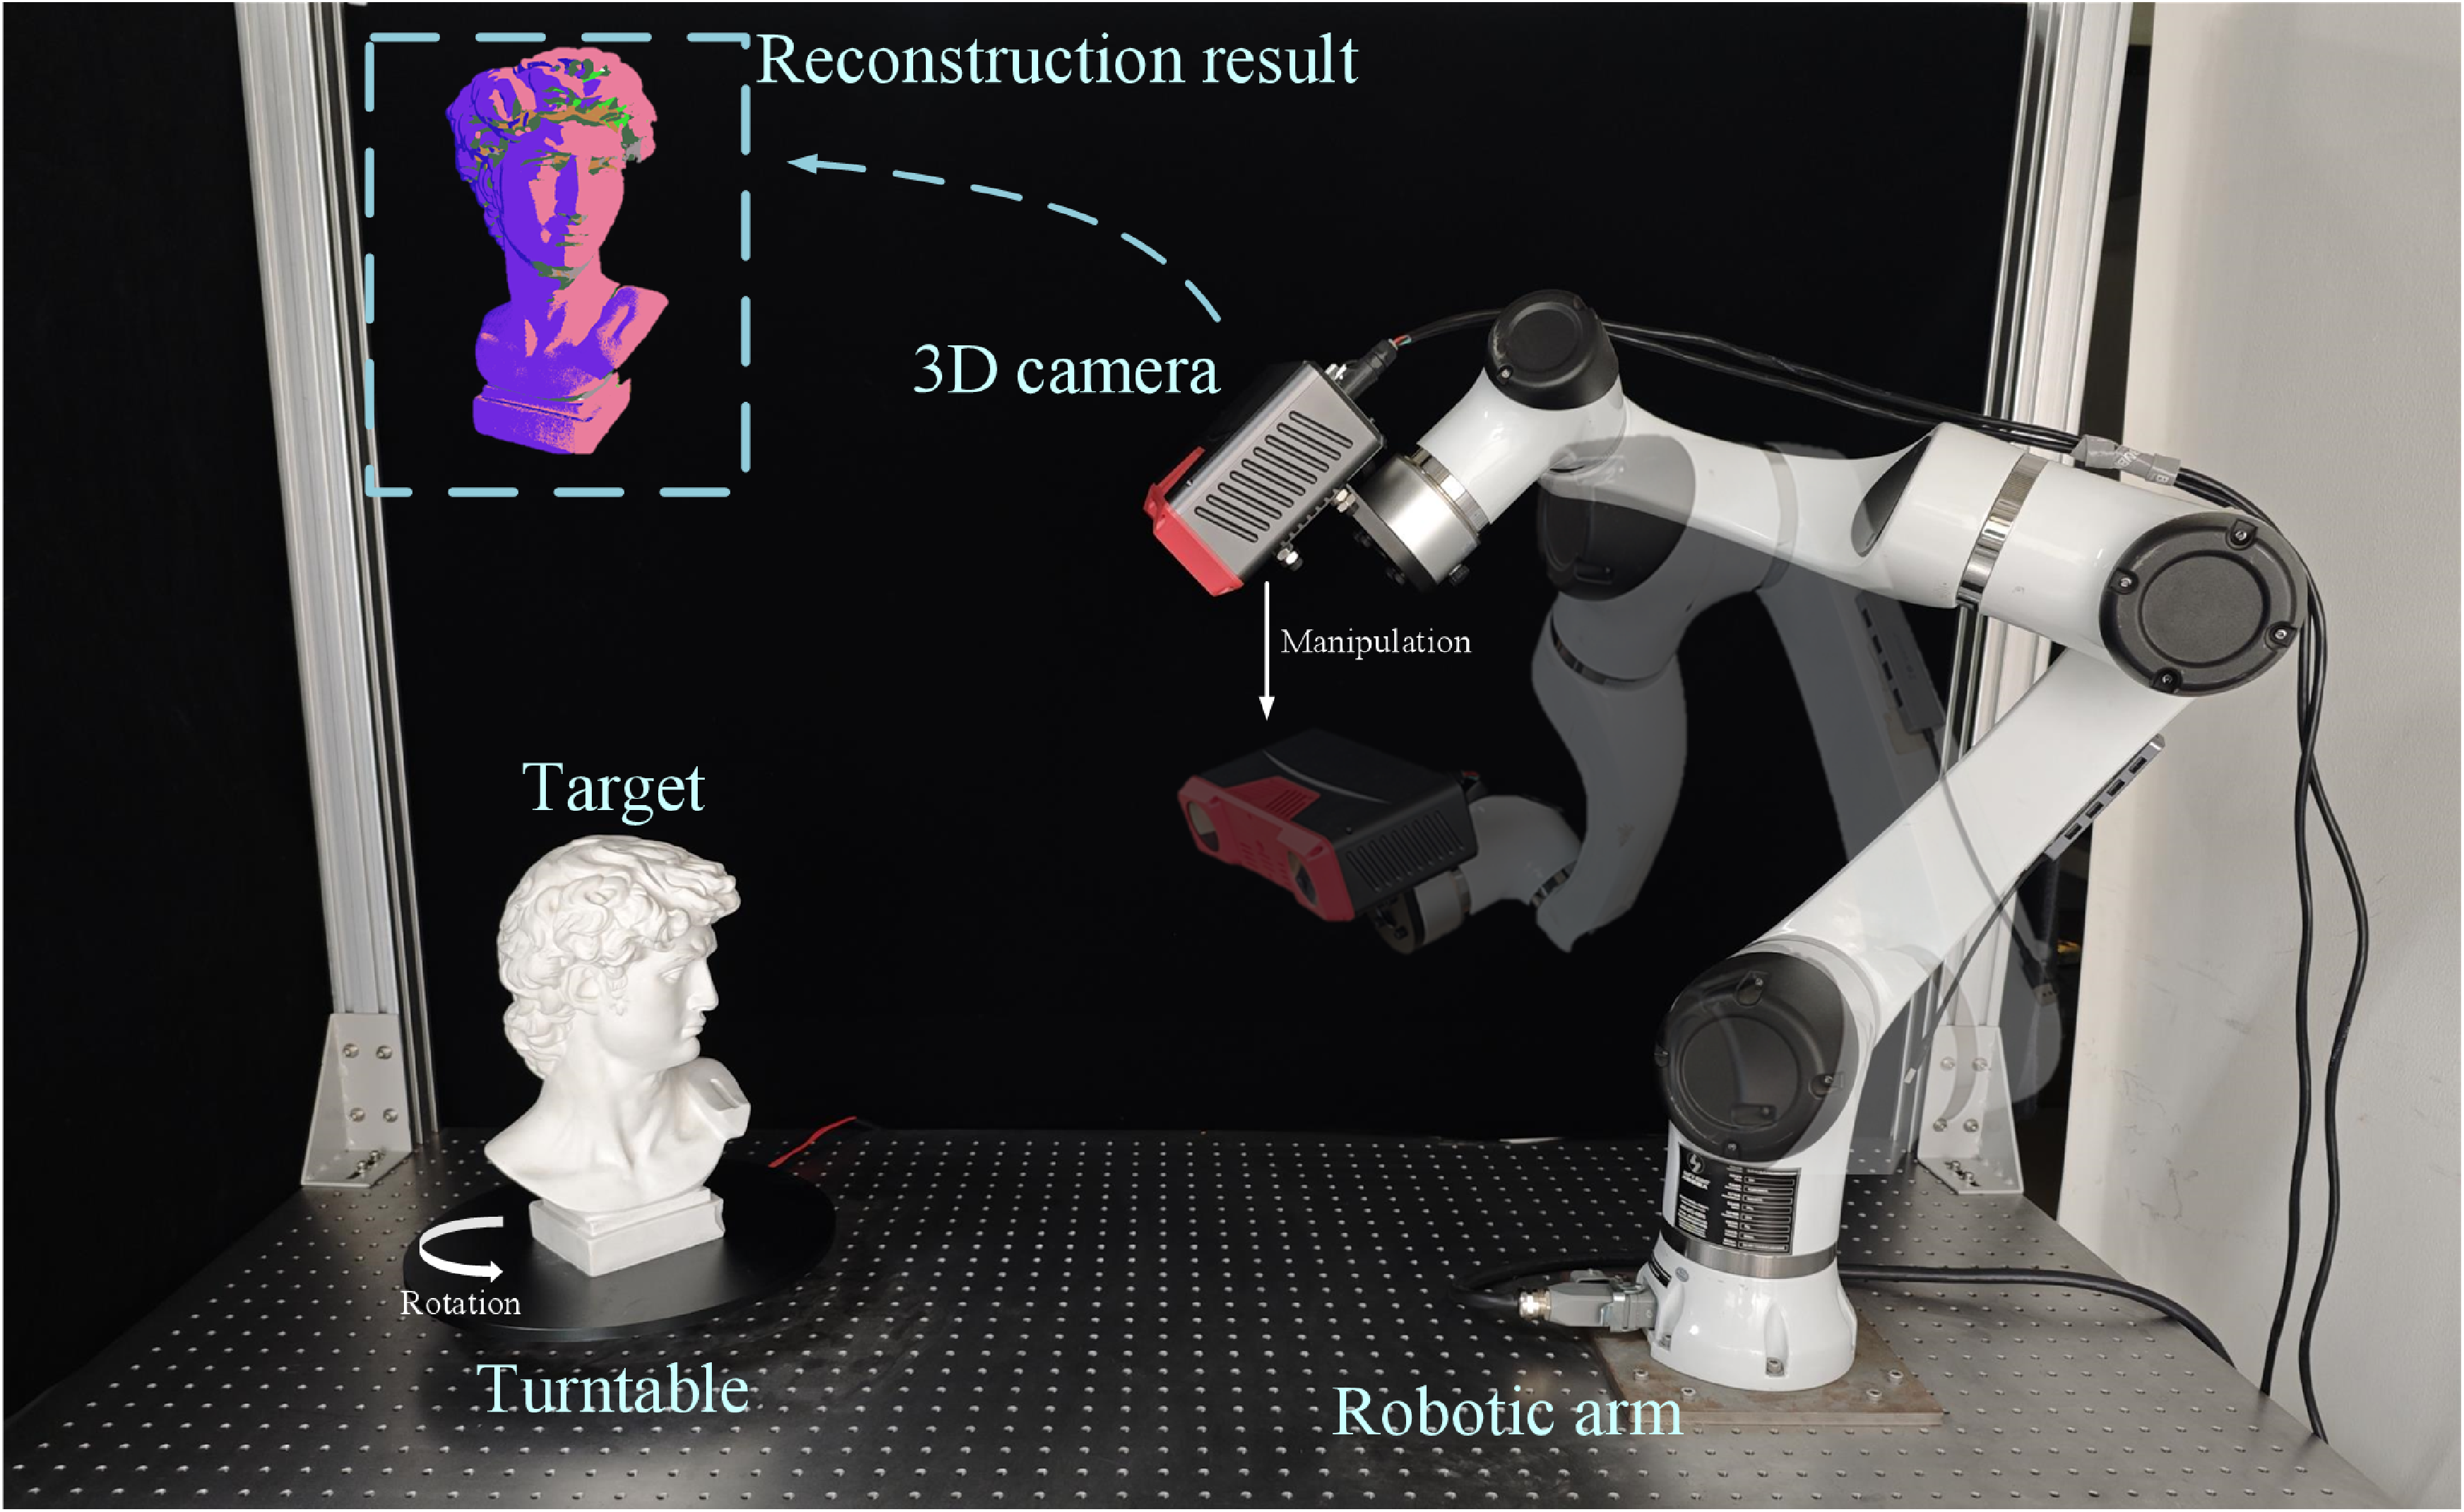 Reconstruction result
3D camera
Manipulation
Target
Rotation
Turntable
Robotic arm